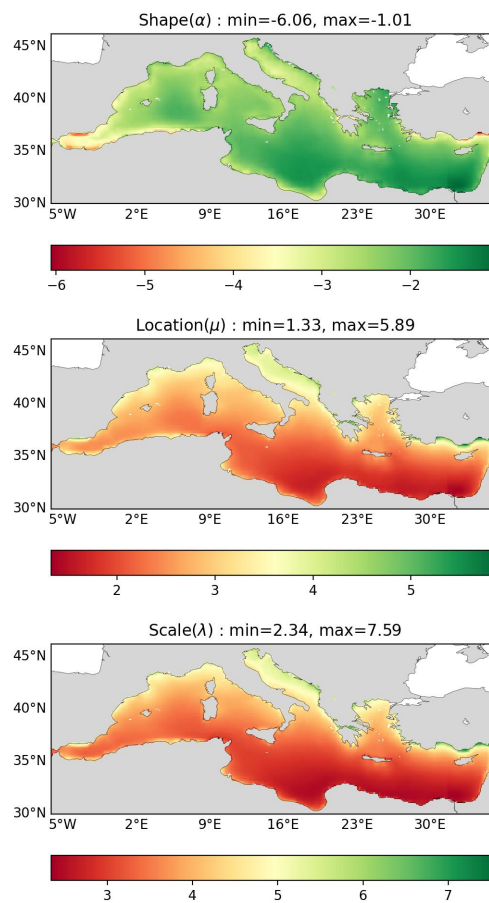 Shape(α) : min=-6.06, max=-1.01
45°N
40°N
35°N
30°N
5°W 2°E 9°E 16°E 23°E 30°E
−6 −5 −4 −3 −2
Location(μ) : min=1.33, max=5.89
45°N
40°N
35°N
30°N
5°W 2°E 9°E 16°E 23°E 30°E
2 3 4 5
Scale(λ) : min=2.34, max=7.59
45°N
40°N
35°N
30°N
5°W 2°E 9°E 16°E 23°E 30°E
3 4 5 6 7